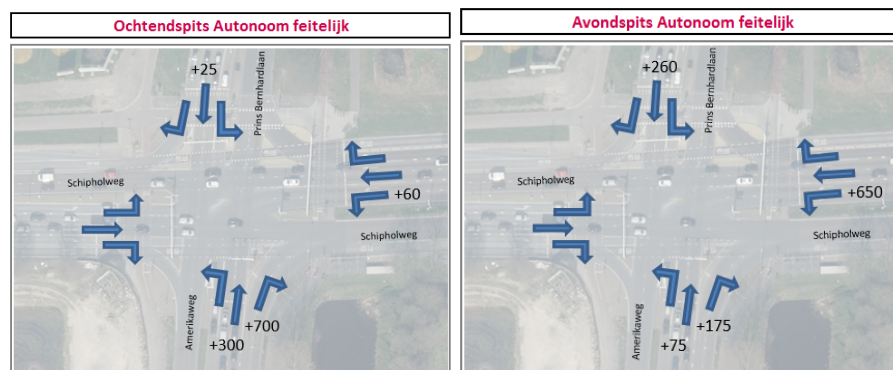 Ochtendspits Autonoom feitelijk
+25
Prins Bernhardlaan
Schipholweg
+60
Schipholweg
Amerikaweg
+700
+300
Avondspits Autonoom feitelijk
+260
Prins Bernhardlaan
Schipholweg
+650
Schipholweg
Amerikaweg
+175
+75